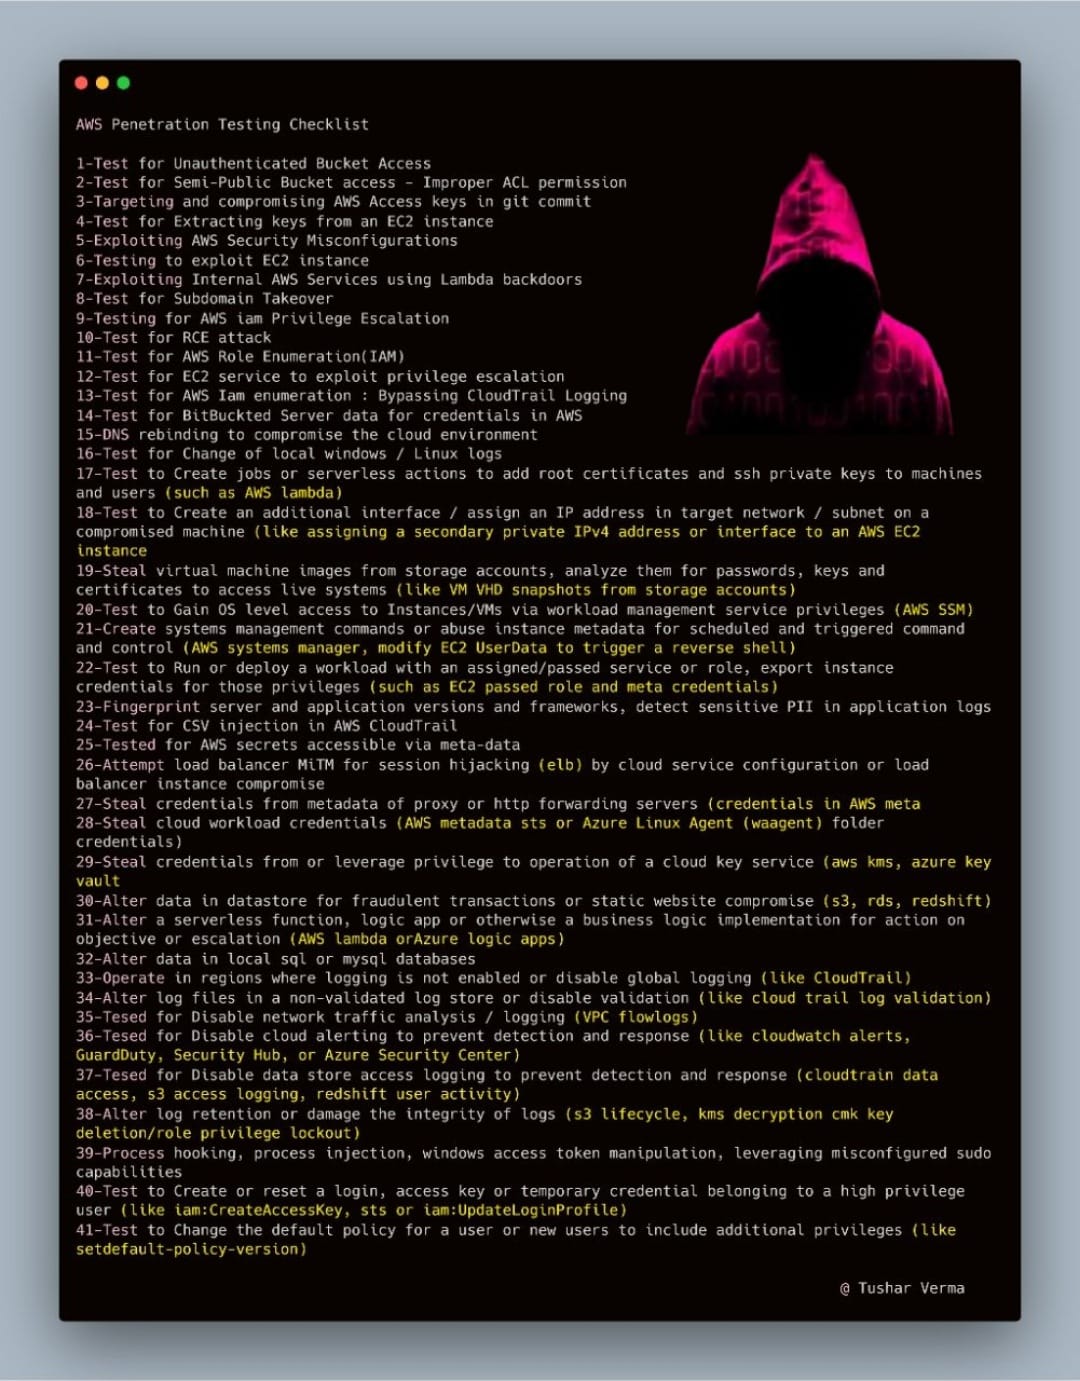 AWS Penetration Testing Checklist
1-Test for Unauthenticated Bucket Access
2-Test for Semi-Public Bucket access - Improper ACL permission
3-Targeting and compromising AWS Access keys in git commit
4-Test for Extracting keys from an EC2 instance
5-Exploiting AWS Security Misconfigurations
6-Testing to exploit EC2 instance
7-Exploiting Internal AWS Services using Lambda backdoors
8-Test for Subdomain Takeover
9-Testing for AWS iam Privilege Escalation
10-Test for RCE attack
11-Test for AWS Role Enumeration(IAM)
12-Test for EC2 service to exploit privilege escalation
13-Test for AWS Iam enumeration : Bypassing CloudTrail Logging
14-Test for BitBuckted Server data for credentials in AWS
15-DNS rebinding to compromise the cloud environment
16-Test for Change of local windows / Linux logs
17-Test to Create jobs or serverless actions to add root certificates and ssh private keys to machines
and users (such as AWS lambda)
18-Test to Create an additional interface / assign an IP address in target network / subnet on a
compromised machine (like assigning a secondary private IPv4 address or interface to an AWS EC2
instance
19-Steal virtual machine images from storage accounts, analyze them for passwords, keys and
certificates to access live systems (like VM VHD snapshots from storage accounts)
20-Test to Gain OS level access to Instances/VMs via workload management service privileges (AWS SSM)
21-Create systems management commands or abuse instance metadata for scheduled and triggered command
and control (AWS systems manager, modify EC2 UserData to trigger a reverse shell)
22-Test to Run or deploy a workload with an assigned/passed service or role, export instance
credentials for those privileges (such as EC2 passed role and meta credentials)
23-Fingerprint server and application versions and frameworks, detect sensitive PII in application logs
24-Test for CSV injection in AWS CloudTrail
25-Tested for AWS secrets accessible via meta-data
26-Attempt load balancer MiTM for session hijacking (elb) by cloud service configuration or load
balancer instance compromise
27-Steal credentials from metadata of proxy or http forwarding servers (credentials in AWS meta
28-Steal cloud workload credentials (AWS metadata sts or Azure Linux Agent (waagent) folder
credentials)
29-Steal credentials from or leverage privilege to operation of a cloud key service (aws kms, azure key
vault
30-Alter data in datastore for fraudulent transactions or static website compromise (s3, rds, redshift)
31-Alter a serverless function, logic app or otherwise a business logic implementation for action on
objective or escalation (AWS lambda orAzure logic apps)
32-Alter data in local sql or mysql databases
33-Operate in regions where logging is not enabled or disable global logging (like CloudTrail)
34-Alter log files in a non-validated log store or disable validation (like cloud trail log validation)
35-Tesed for Disable network traffic analysis / logging (VPC flowlogs)
36-Tesed for Disable cloud alerting to prevent detection and response (like cloudwatch alerts,
GuardDuty, Security Hub, or Azure Security Center)
37-Tesed for Disable data store access logging to prevent detection and response (cloudtrain data
access, s3 access logging, redshift user activity)
38-Alter log retention or damage the integrity of logs (s3 lifecycle, kms decryption cmk key
deletion/role privilege lockout)
39-Process hooking, process injection, windows access token manipulation, leveraging misconfigured sudo
capabilities
40-Test to Create or reset a login, access key or temporary credential belonging to a high privilege
user (like iam:CreateAccessKey, sts or iam:UpdateLoginProfile)
41-Test to Change the default policy for a user or new users to include additional privileges (like
setdefault-policy-version)
@ Tushar Verma